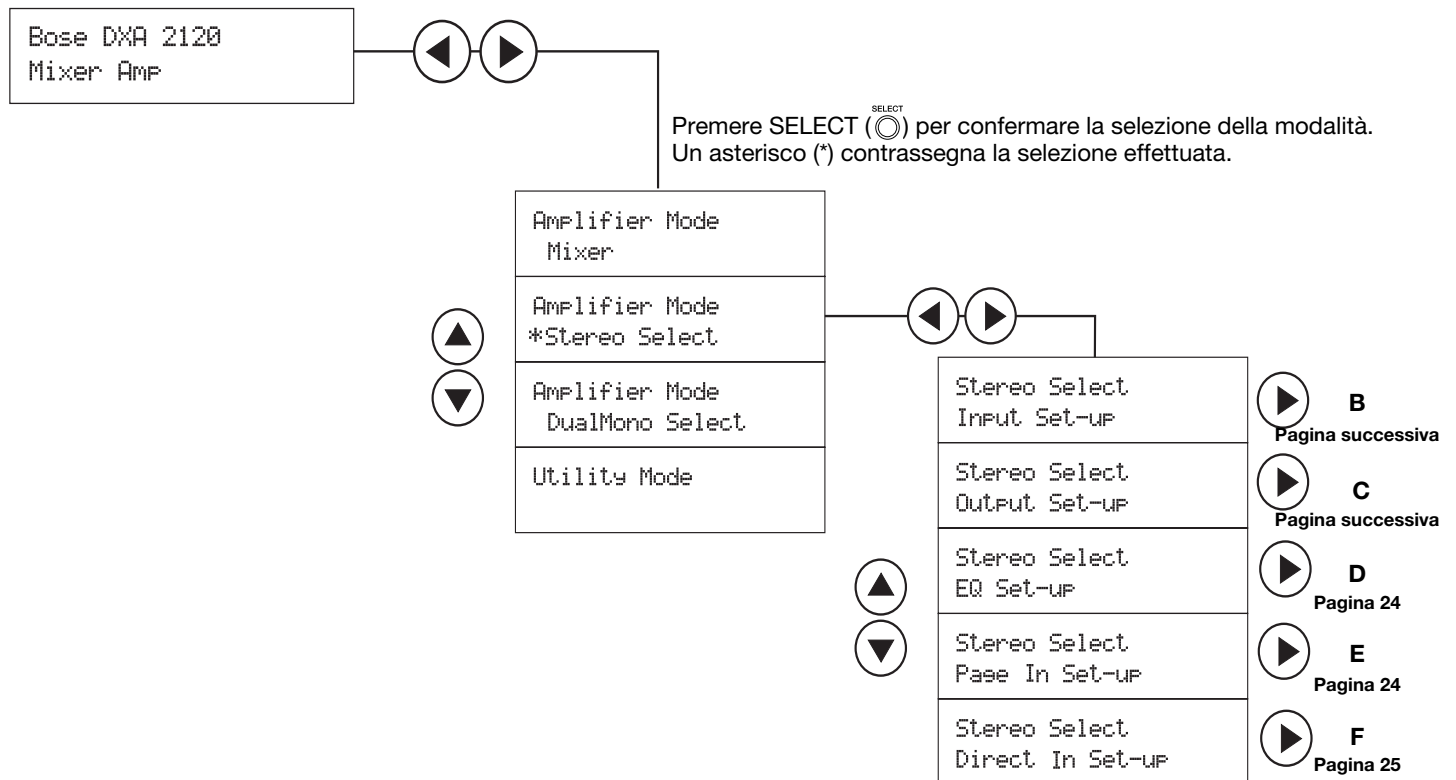 Bose DXA 2120
Mixer Amp
SELECT
Premere SELECT () per confermare la selezione della modalità.
Un asterisco (*) contrassegna la selezione effettuata.
Amplifier Mode
Mixer
Amplifier Mode
*Stereo Select
Amplifier Mode
DualMono Select
Utility Mode
Stereo Select
Input Set-up
B
Pagina successiva
Stereo Select
Output Set-up
C
Pagina successiva
Stereo Select
EQ Set-up
D
Pagina 24
Stereo Select
Page In Set-up
E
Pagina 24
Stereo Select
Direct In Set-up
F
Pagina 25